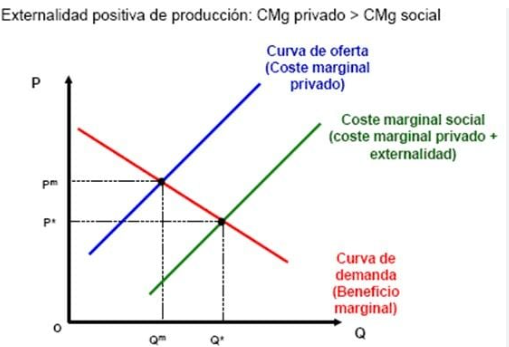 Externalidad positiva de producción: CMg privado > CMg social
Curva de oferta
(Coste marginal
privado)
P
Coste marginal social
(coste marginal privado +
externalidad)
Pm
P*
Curva de
demanda
(Beneficio
marginal)
O
Qm
Q*
Q